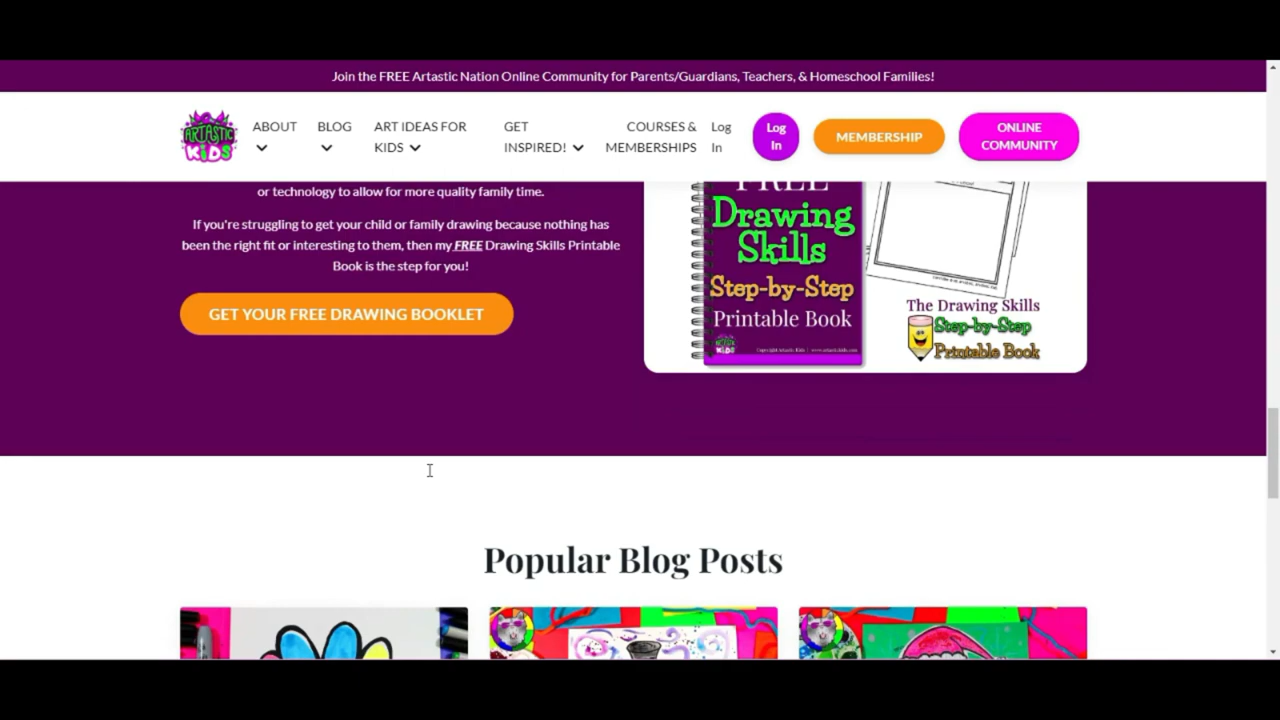 Join the FREE Artastic Nation Online Community for Parents/Guardians, Teachers, & Homeschool Families!
ARTASTIC
KIDS
ABOUT
BLOG
ART IDEAS FOR
KIDS
GET
INSPIRED!
COURSES &
MEMBERSHIPS
Log
In
Log
In
MEMBERSHIP
ONLINE
COMMUNITY
or technology to allow for more quality family time.
If you're struggling to get your child or family drawing because nothing has
been the right fit or interesting to them, then my FREE Drawing Skills Printable
Book is the step for you!
GET YOUR FREE DRAWING BOOKLET
FREE
Drawing
Skills
Step-by-Step
Printable Book
The Drawing Skills
Step-by-Step
Printable Book
Popular Blog Posts